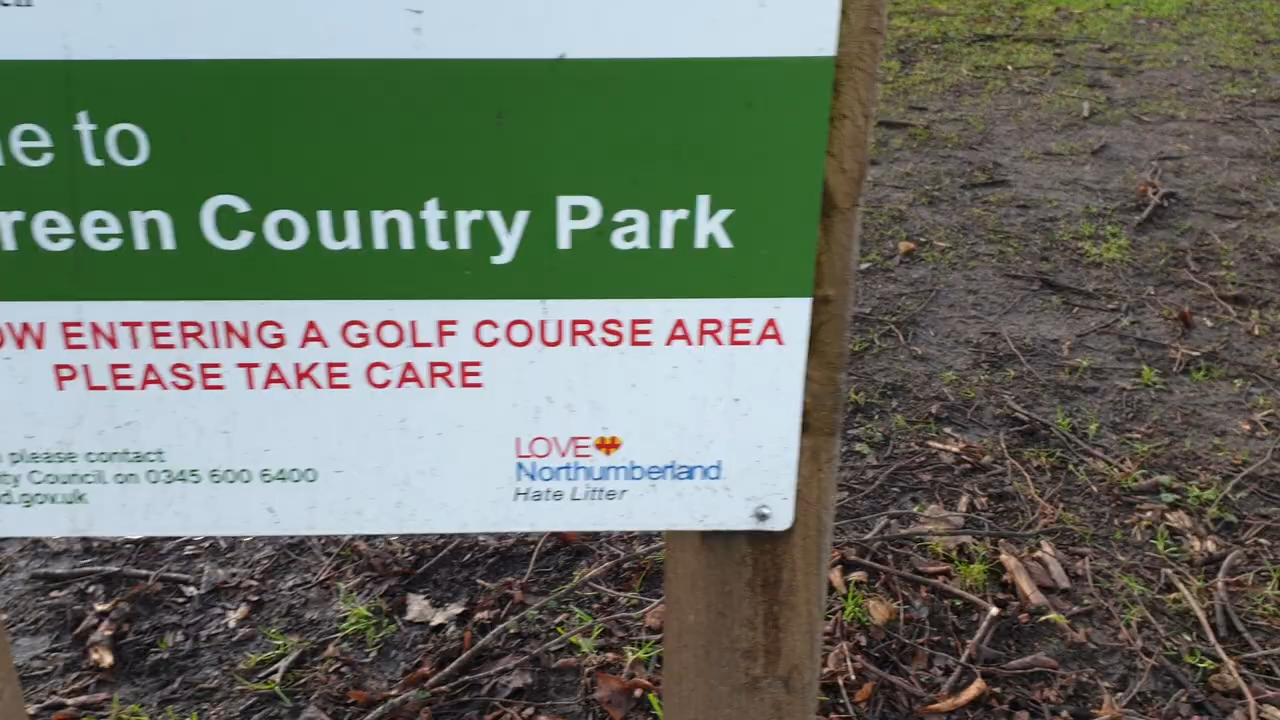 e to
reen Country Park
OW ENTERING A GOLF COURSE AREA
PLEASE TAKE CARE
please contact
ty Council on 0345 600 6400
d.gov.uk
LOVE
Northumberland
Hate Litter